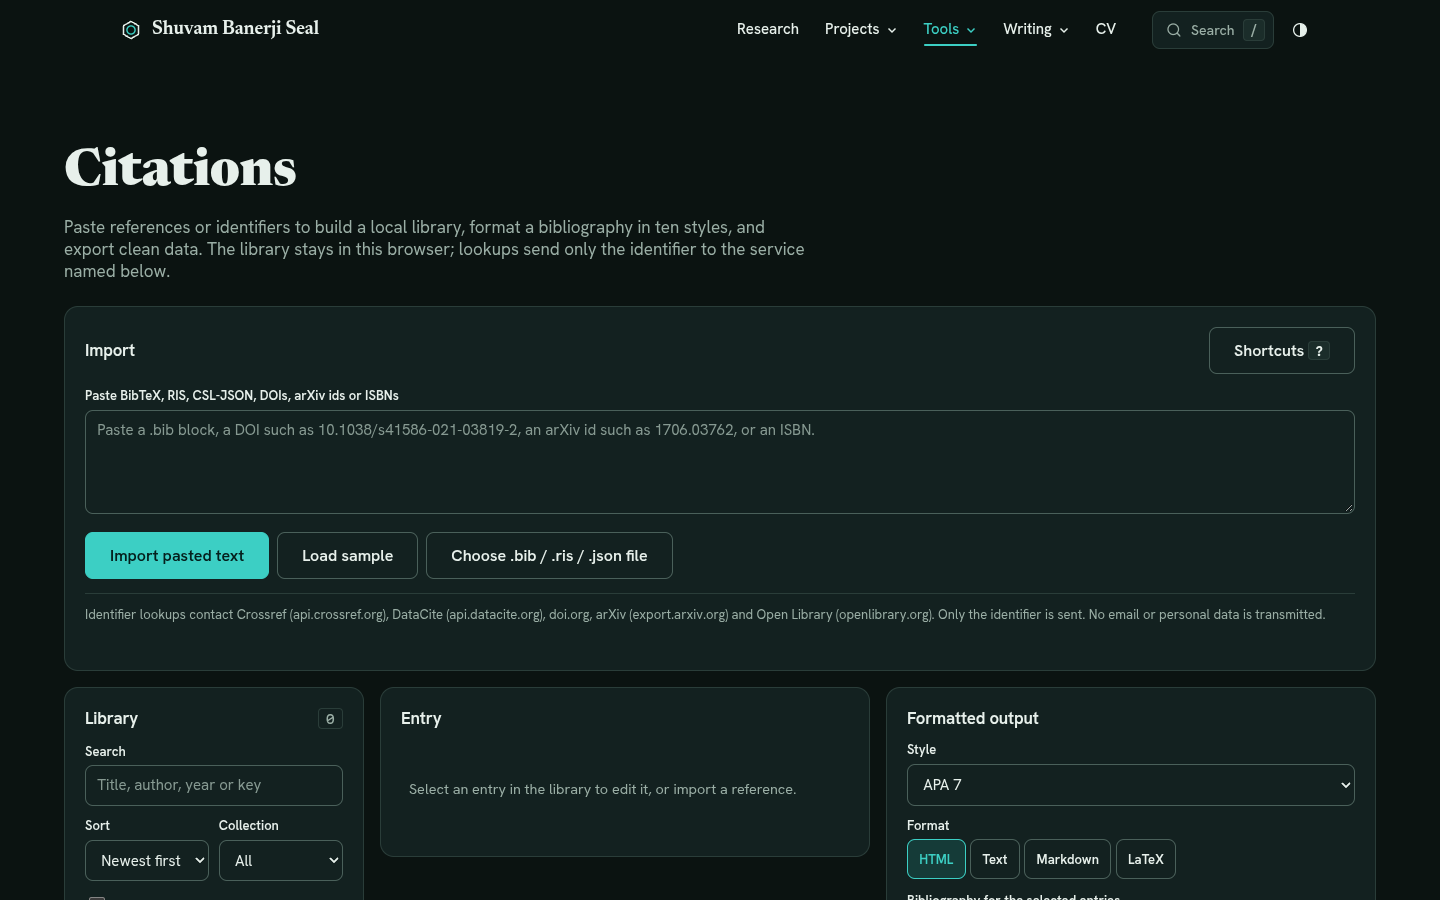 Shuvam Banerji Seal
Research Projects Tools Writing CV Search /
Citations
Paste references or identifiers to build a local library, format a bibliography in ten styles, and
export clean data. The library stays in this browser; lookups send only the identifier to the service
named below.
Import
Shortcuts ?
Paste BibTeX, RIS, CSL-JSON, DOIs, arXiv ids or ISBNs
Paste a .bib block, a DOI such as 10.1038/s41586-021-03819-2, an arXiv id such as 1706.03762, or an ISBN.
Import pasted text Load sample Choose .bib / .ris / .json file
Identifier lookups contact Crossref (api.crossref.org), DataCite (api.datacite.org), doi.org, arXiv (export.arxiv.org) and Open Library (openlibrary.org). Only the identifier is sent. No email or personal data is transmitted.
Library 0
Search
Title, author, year or key
Sort Collection
Newest first All
Entry
Select an entry in the library to edit it, or import a reference.
Formatted output
Style
APA 7
Format
HTML Text Markdown LaTeX
Bibliography for the selected entries